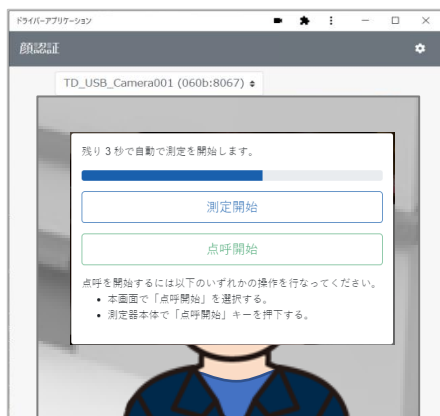 ドライバーアプリケーション
顔認証
TD_USB_Camera001 (060b:8067)
残り3秒で自動で測定を開始します。
測定開始
点呼開始
点呼を開始するには以下のいずれかの操作を行なってください。
• 本画面で「点呼開始」を選択する。
• 測定器本体で「点呼開始」キーを押下する。